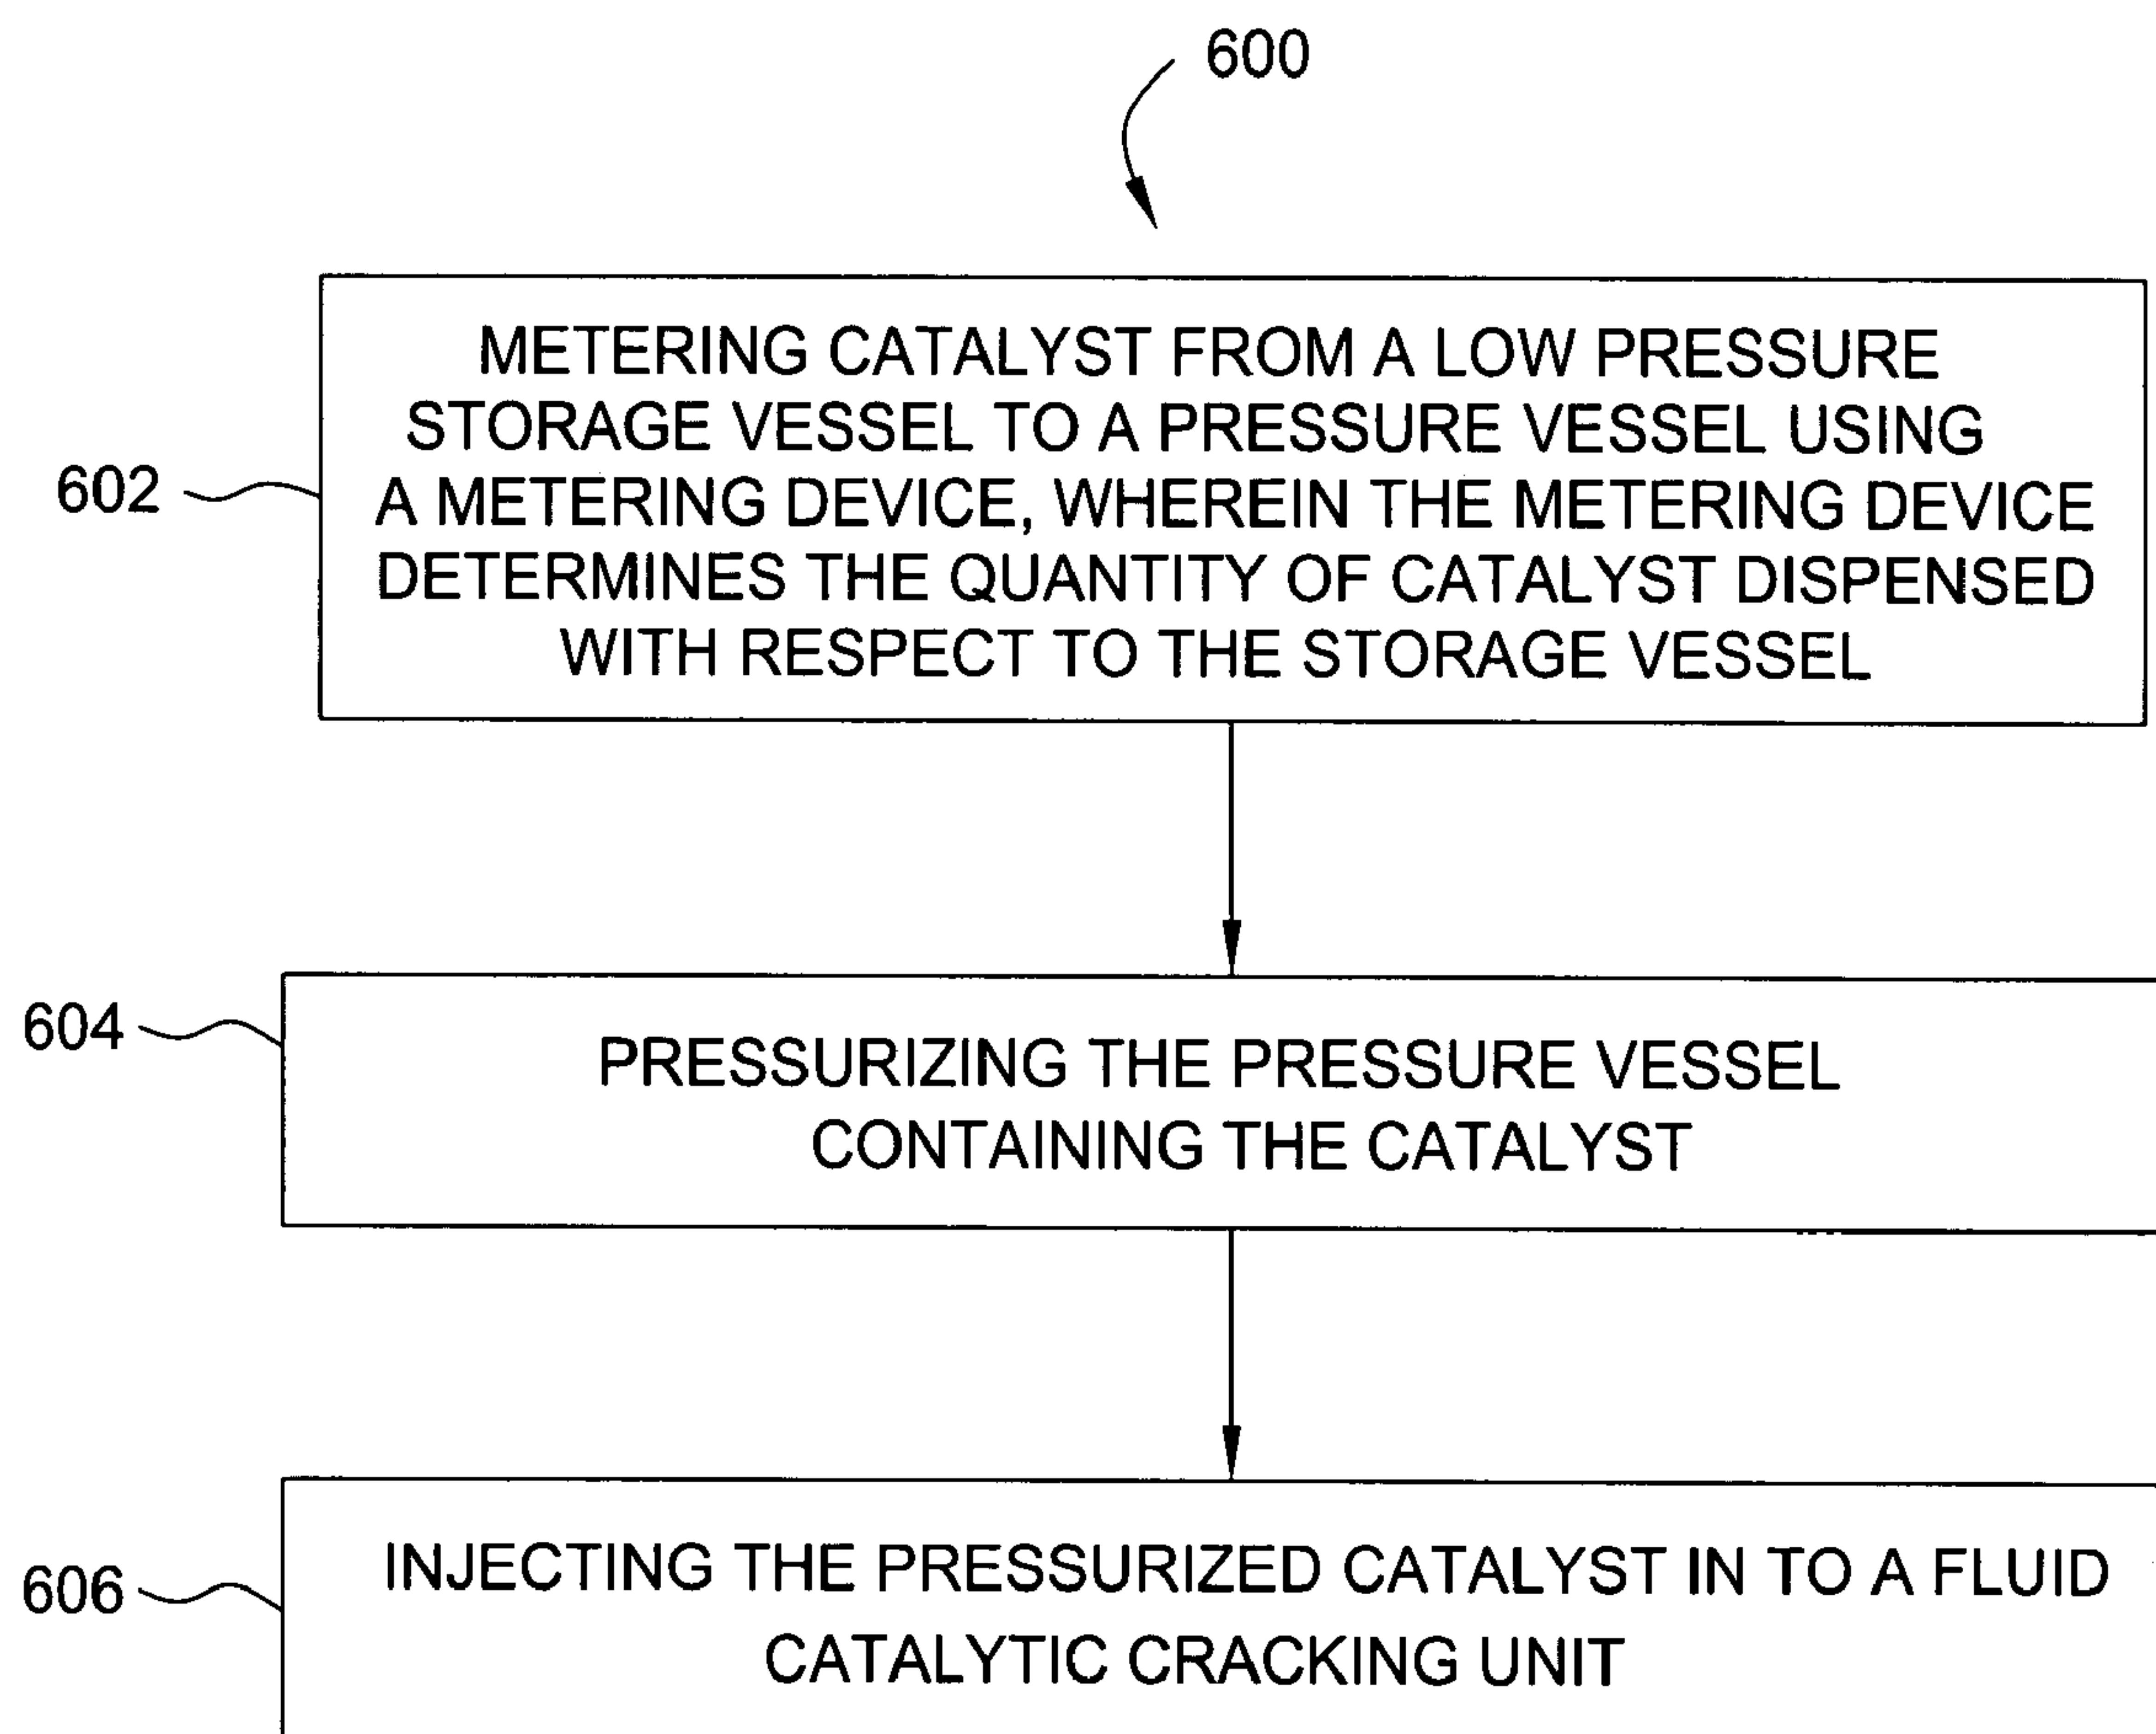 600
602
METERING CATALYST FROM A LOW PRESSURE
STORAGE VESSEL TO A PRESSURE VESSEL USING
A METERING DEVICE, WHEREIN THE METERING DEVICE
DETERMINES THE QUANTITY OF CATALYST DISPENSED
WITH RESPECT TO THE STORAGE VESSEL
604
PRESSURIZING THE PRESSURE VESSEL
CONTAINING THE CATALYST
606
INJECTING THE PRESSURIZED CATALYST IN TO A FLUID
CATALYTIC CRACKING UNIT